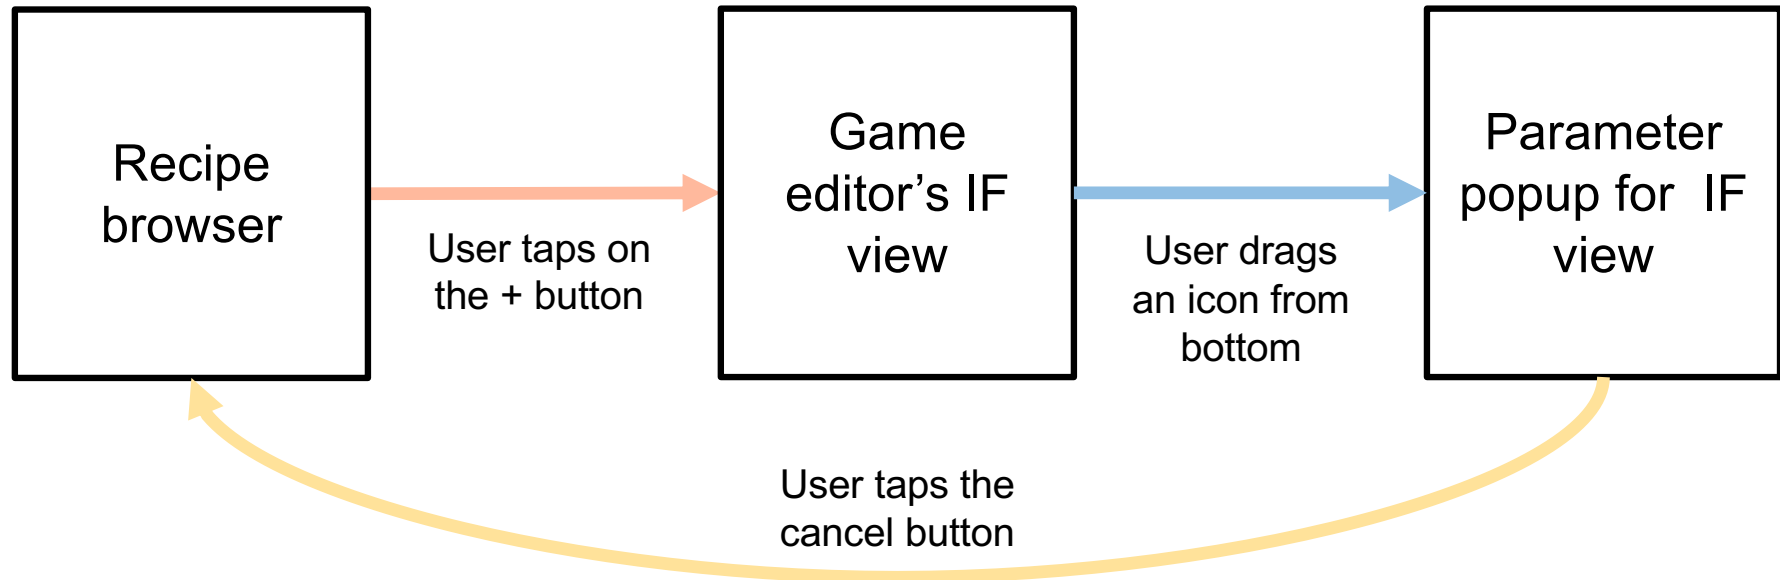 Recipe
browser
User taps on
the + button
Game
editor’s IF
view
User drags
an icon from
bottom
Parameter
popup for  IF
view
User taps the
cancel button